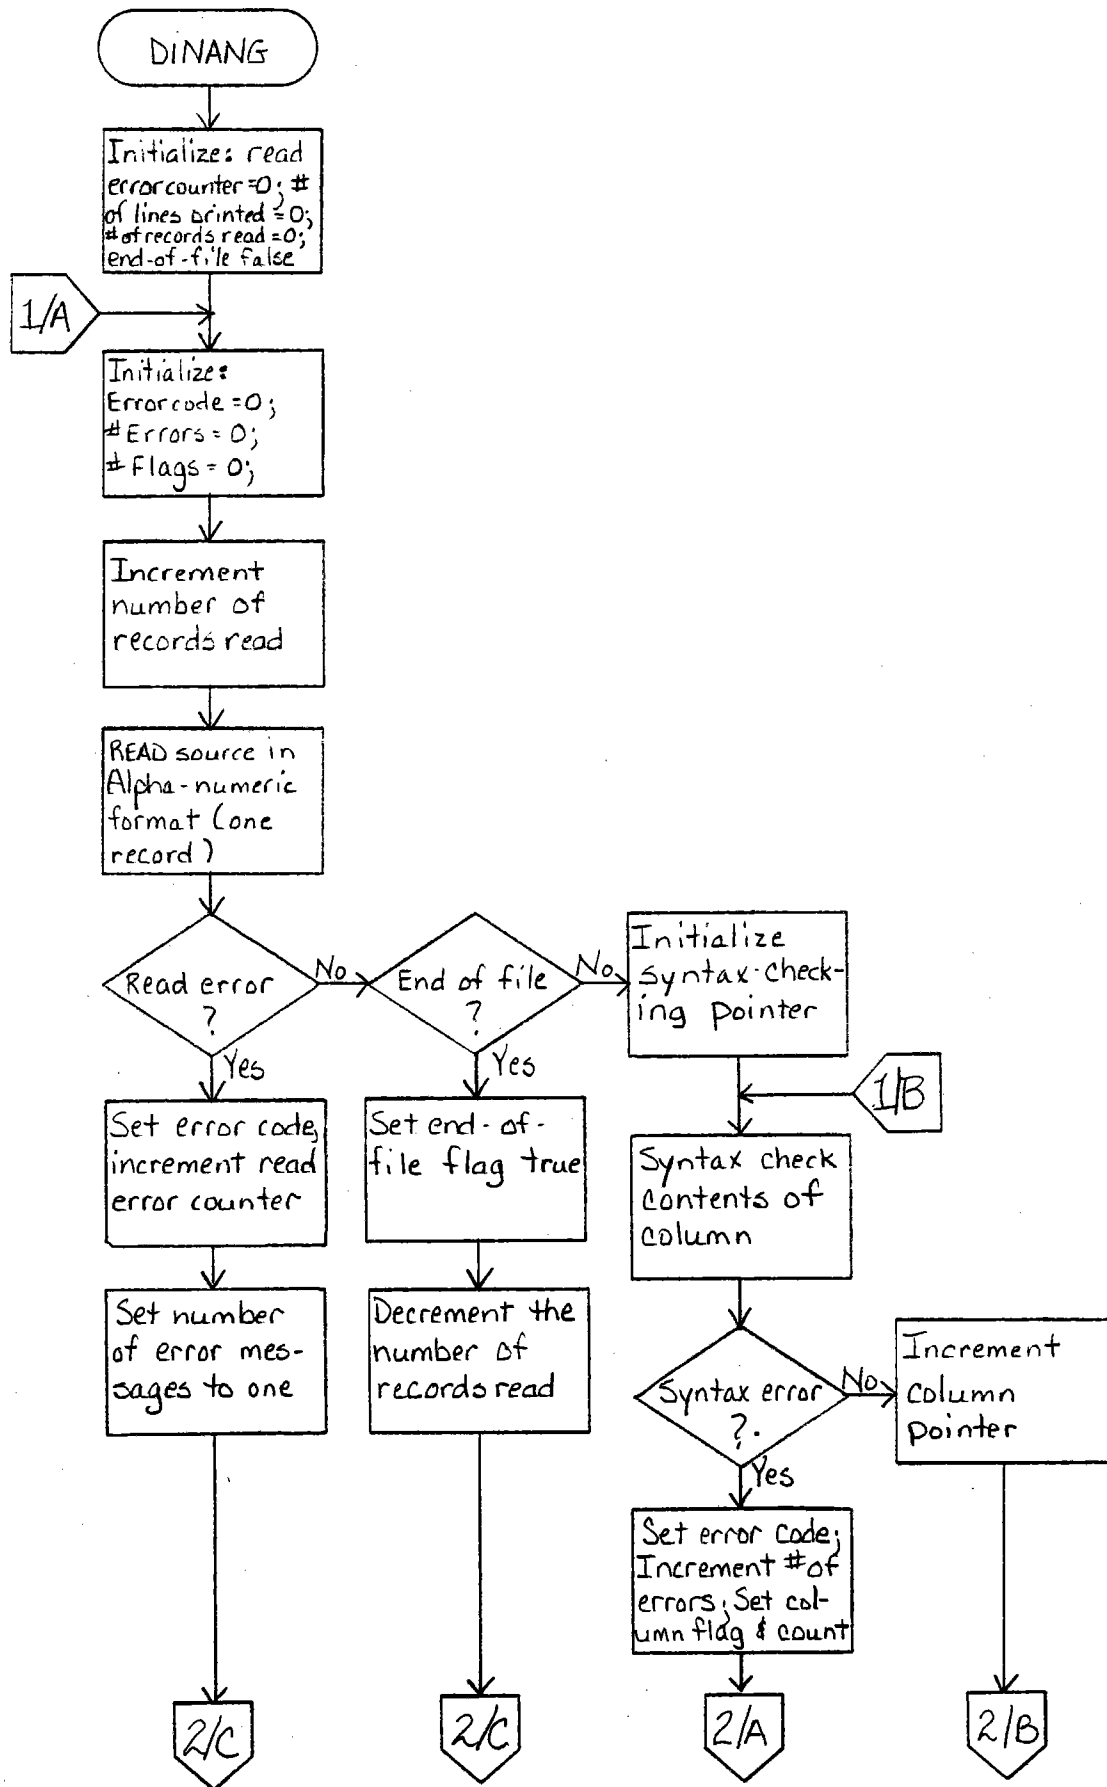 DINANG
Initialize: read
error counter=0; #
of lines printed=0;
# of records read=0;
end-of-file false
1/A
Initialize:
Error code=0;
# Errors=0;
# Flags=0;
Increment
number of
records read
READ source in
Alpha-numeric
format (one
record)
Read error
?
No
End of file
?
No
Initialize
syntax-check-
ing pointer
Yes
Yes
1/B
Set error code,
increment read
error counter
Set end-of-
file flag true
Syntax check
contents of
column
Set number
of error mes-
sages to one
Decrement the
number of
records read
Syntax error
?.
No
Increment
column
pointer
Yes
Set error code;
Increment # of
errors; Set col-
umn flag & count
2/C
2/C
2/A
2/B